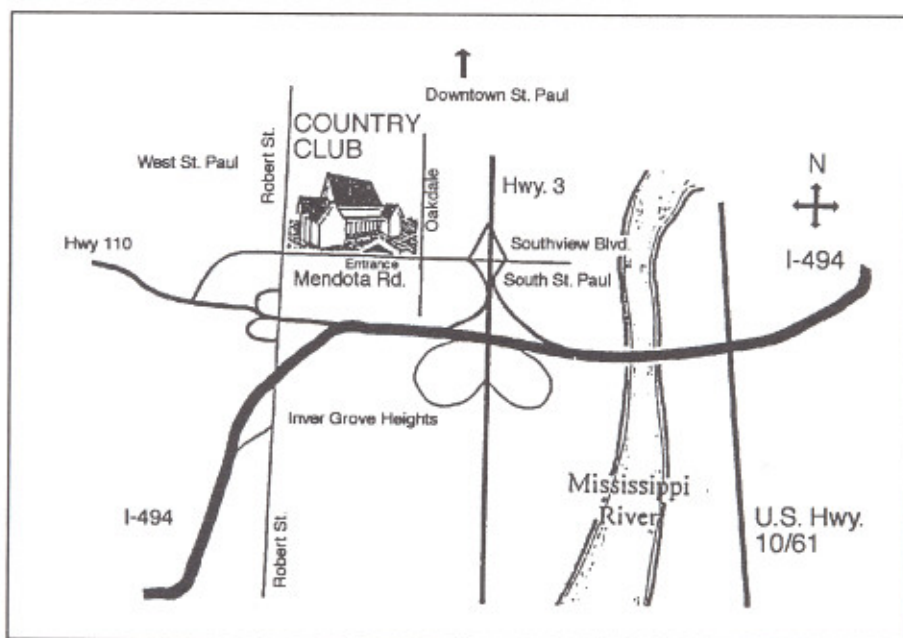 Downtown St. Paul
COUNTRY
CLUB
Robert St.
West St. Paul
Oakdale
Hwy. 3
N
Hwy 110
Entrance
Mendota Rd.
Southview Blvd.
South St. Paul
I-494
Inver Grove Heights
I-494
Robert St.
Mississippi
River
U.S. Hwy.
10/61